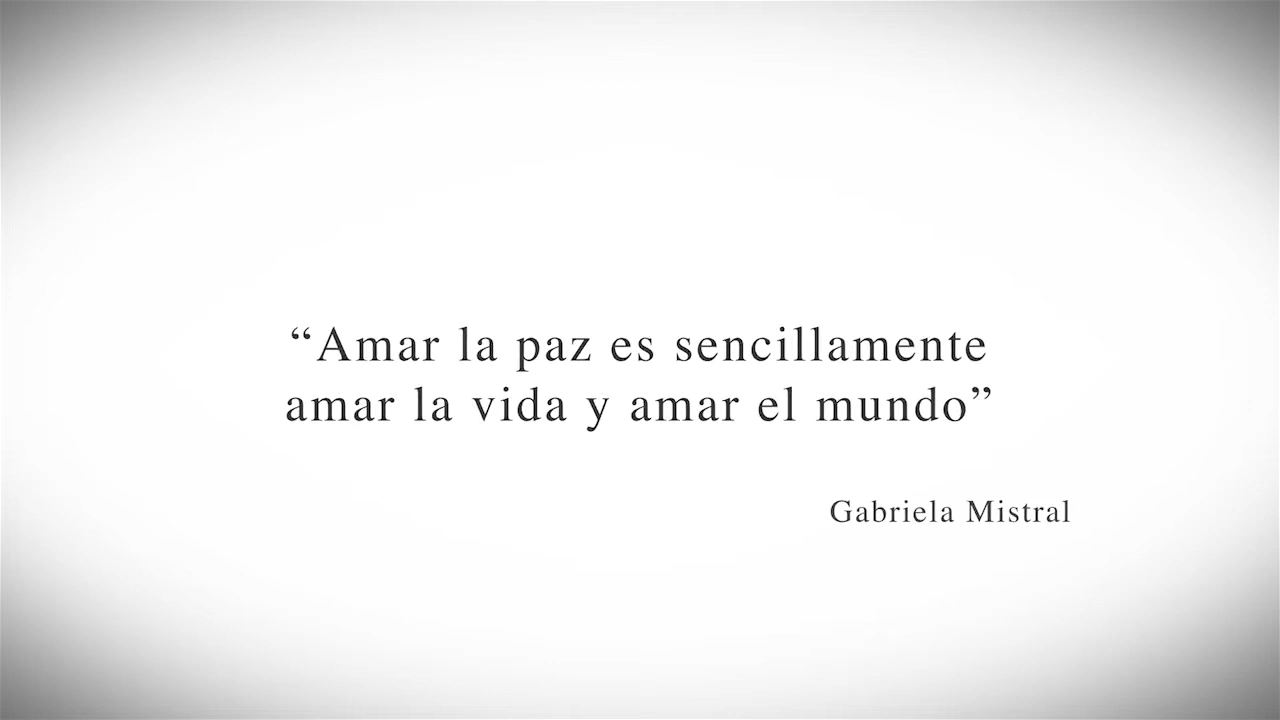 “Amar la paz es sencillamente
amar la vida y amar el mundo”
Gabriela Mistral